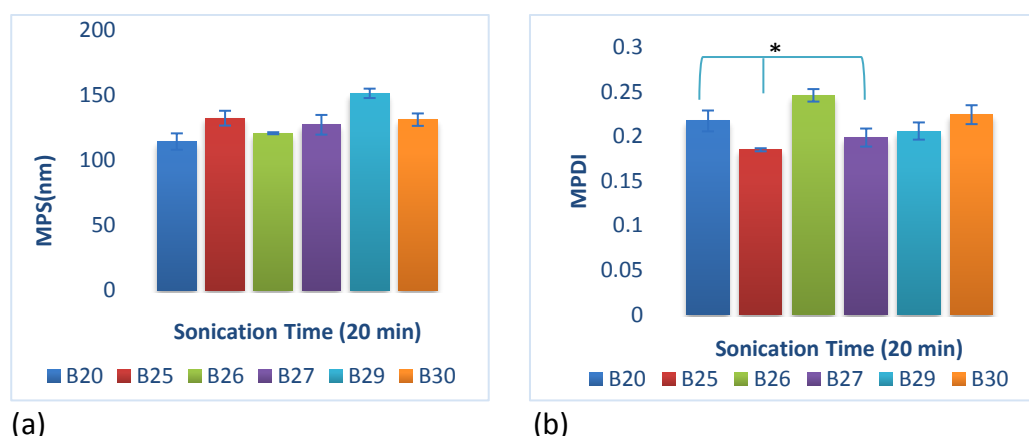 200
150
100
50
0
MPS(nm)
Sonication Time (20 min)
B20 B25 B26 B27 B29 B30
(a)
0.3
0.25
0.2
0.15
0.1
0.05
0
MPDI
*
Sonication Time (20 min)
B20 B25 B26 B27 B29 B30
(b)